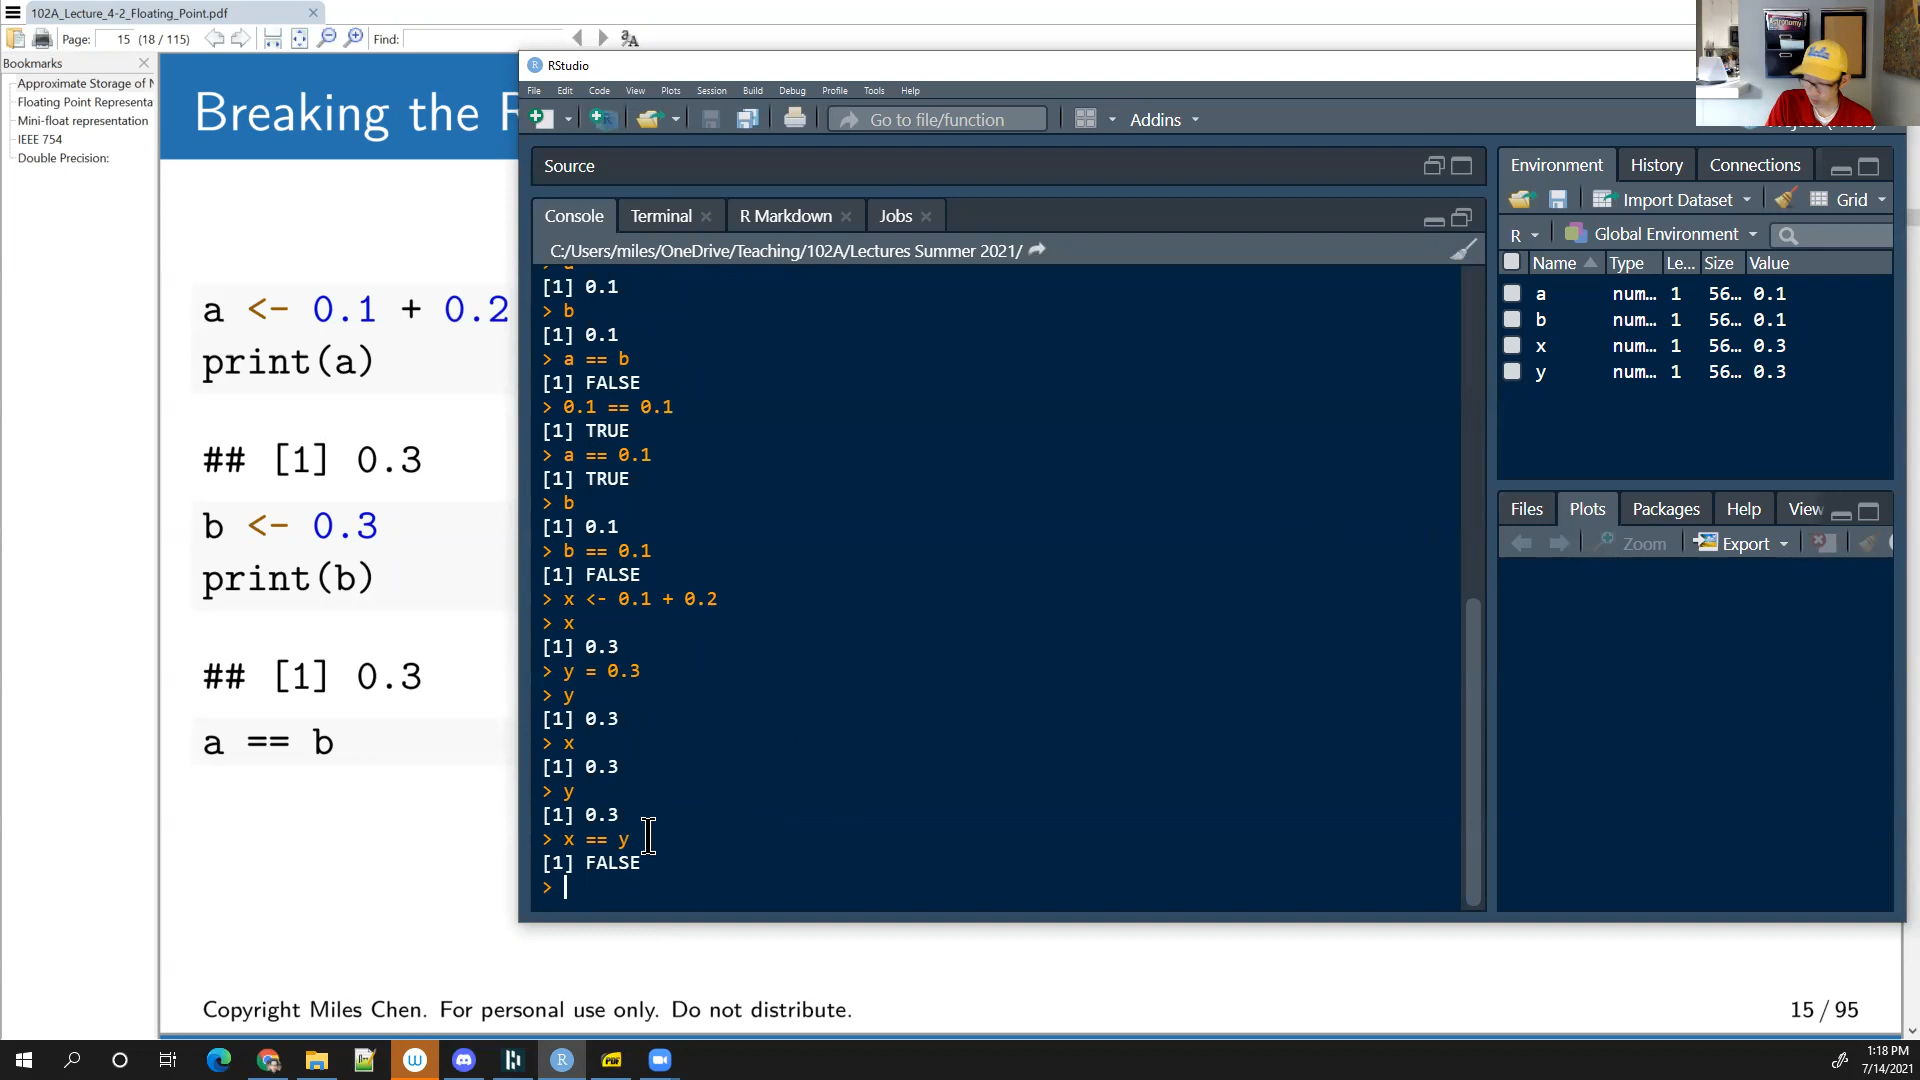 102A_Lecture_4-2_Floating_Point.pdf
Page: 15 (18 / 115) Find:
Bookmarks
Approximate Storage of N
Floating Point Representa
Mini-float representation
IEEE 754
Double Precision:
Breaking the R
a <- 0.1 + 0.2
print(a)
## [1] 0.3
b <- 0.3
print(b)
## [1] 0.3
a == b
Copyright Miles Chen. For personal use only. Do not distribute.
15 / 95
RStudio
File Edit Code View Plots Session Build Debug Profile Tools Help
Go to file/function Addins
Source
Console Terminal R Markdown Jobs
C:/Users/miles/OneDrive/Teaching/102A/Lectures Summer 2021/
[1] 0.1
> b
[1] 0.1
> a == b
[1] FALSE
> 0.1 == 0.1
[1] TRUE
> a == 0.1
[1] TRUE
> b
[1] 0.1
> b == 0.1
[1] FALSE
> x <- 0.1 + 0.2
> x
[1] 0.3
> y = 0.3
> y
[1] 0.3
> x
[1] 0.3
> y
[1] 0.3
> x == y
[1] FALSE
>
Environment History Connections
Import Dataset Grid
R Global Environment
Name Type Le... Size Value
a num... 1 56... 0.1
b num... 1 56... 0.1
x num... 1 56... 0.3
y num... 1 56... 0.3
Files Plots Packages Help View
Zoom Export
Astronomy
1:18 PM
7/14/2021